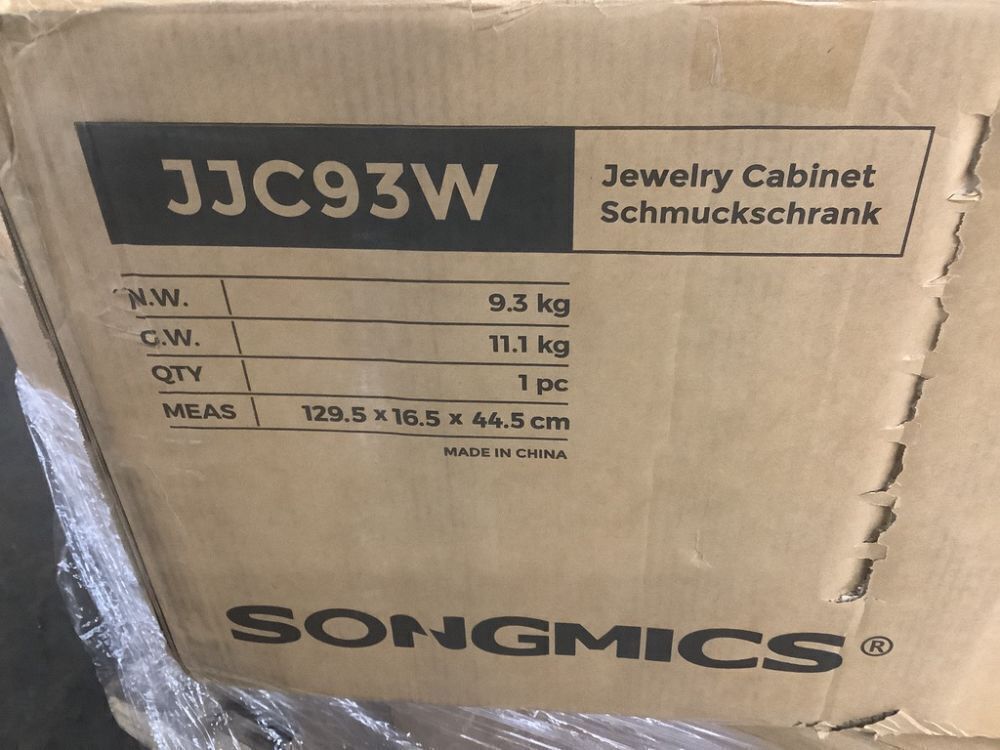 JJC93W
Jewelry Cabinet
Schmuckschrank
N.W. 9.3 kg
G.W. 11.1 kg
QTY 1 pc
MEAS 129.5 x 16.5 x 44.5 cm
MADE IN CHINA
SONGMICS®